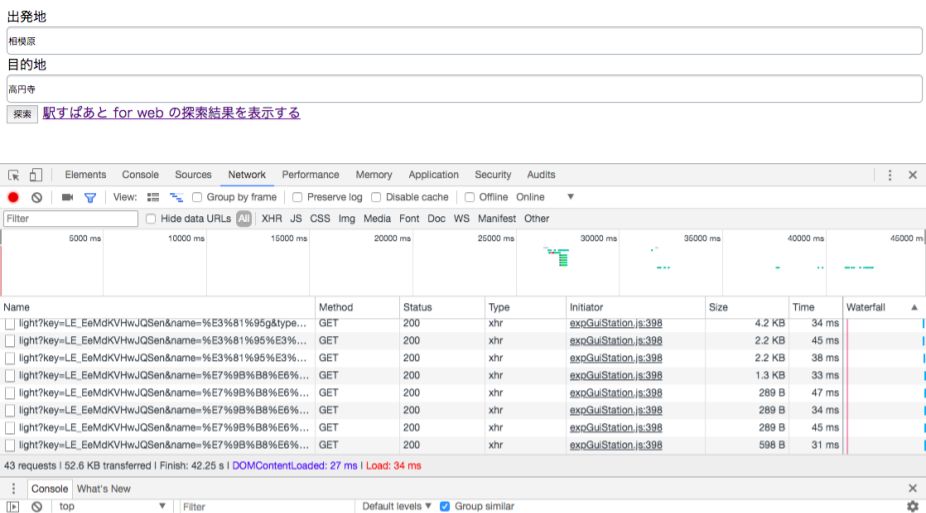 出発地
相模原
目的地
高円寺
探索 駅すぱあと for web の探索結果を表示する
Elements Console Sources Network Performance Memory Application Security Audits
View: Group by frame Preserve log Disable cache Offline Online
Filter Hide data URLs All XHR JS CSS Img Media Font Doc WS Manifest Other
5000 ms 10000 ms 15000 ms 20000 ms 25000 ms 30000 ms 35000 ms 40000 ms 45000 m
Name Method Status Type Initiator Size Time Waterfall
light?key=LE_EeMdKVHwJQSen&name=%E3%81%95g&type... GET 200 xhr expGuiStation.js:398 4.2 KB 34 ms
light?key=LE_EeMdKVHwJQSen&name=%E3%81%95%E3%... GET 200 xhr expGuiStation.js:398 2.2 KB 45 ms
light?key=LE_EeMdKVHwJQSen&name=%E3%81%95%E3%... GET 200 xhr expGuiStation.js:398 2.2 KB 38 ms
light?key=LE_EeMdKVHwJQSen&name=%E7%9B%B8%E6%... GET 200 xhr expGuiStation.js:398 1.3 KB 33 ms
light?key=LE_EeMdKVHwJQSen&name=%E7%9B%B8%E6%... GET 200 xhr expGuiStation.js:398 289 B 47 ms
light?key=LE_EeMdKVHwJQSen&name=%E7%9B%B8%E6%... GET 200 xhr expGuiStation.js:398 289 B 34 ms
light?key=LE_EeMdKVHwJQSen&name=%E7%9B%B8%E6%... GET 200 xhr expGuiStation.js:398 289 B 45 ms
light?key=LE_EeMdKVHwJQSen&name=%E7%9B%B8%E6%... GET 200 xhr expGuiStation.js:398 598 B 31 ms
43 requests | 52.6 KB transferred | Finish: 42.25 s | DOMContentLoaded: 27 ms | Load: 34 ms
Console What's New
top Filter Default levels Group similar